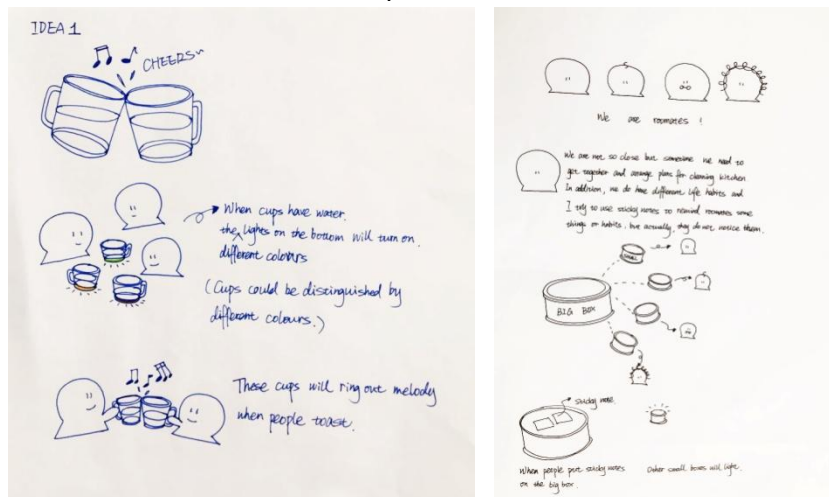 IDEA 1
CHEERS~
When cups have water.
the lights on the bottom will turn on.
different colours
(Cups could be distinguished by
different colours.)
These cups will ring out melody
when people toast.
We are roomates !
We are not so close but sometime we need to
get together and arrange plans for cleaning kitchen
In addition, we do have different life habits and
I try to use sticky notes to remind roomates some
things or habits, but actually, they do not notice them.
BIG BOX
sticky note
When people put sticky notes
on the big box.
Other small boxes will light.